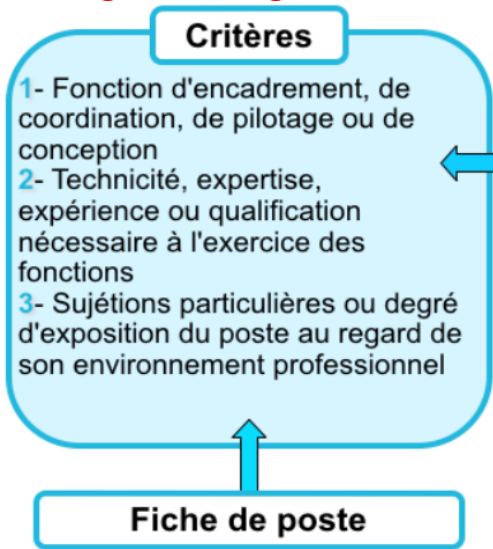 Critères
1- Fonction d'encadrement, de
coordination, de pilotage ou de
conception
2- Technicité, expertise,
expérience ou qualification
nécessaire à l'exercice des
fonctions
3- Sujétions particulières ou degré
d'exposition du poste au regard de
son environnement professionnel
Fiche de poste